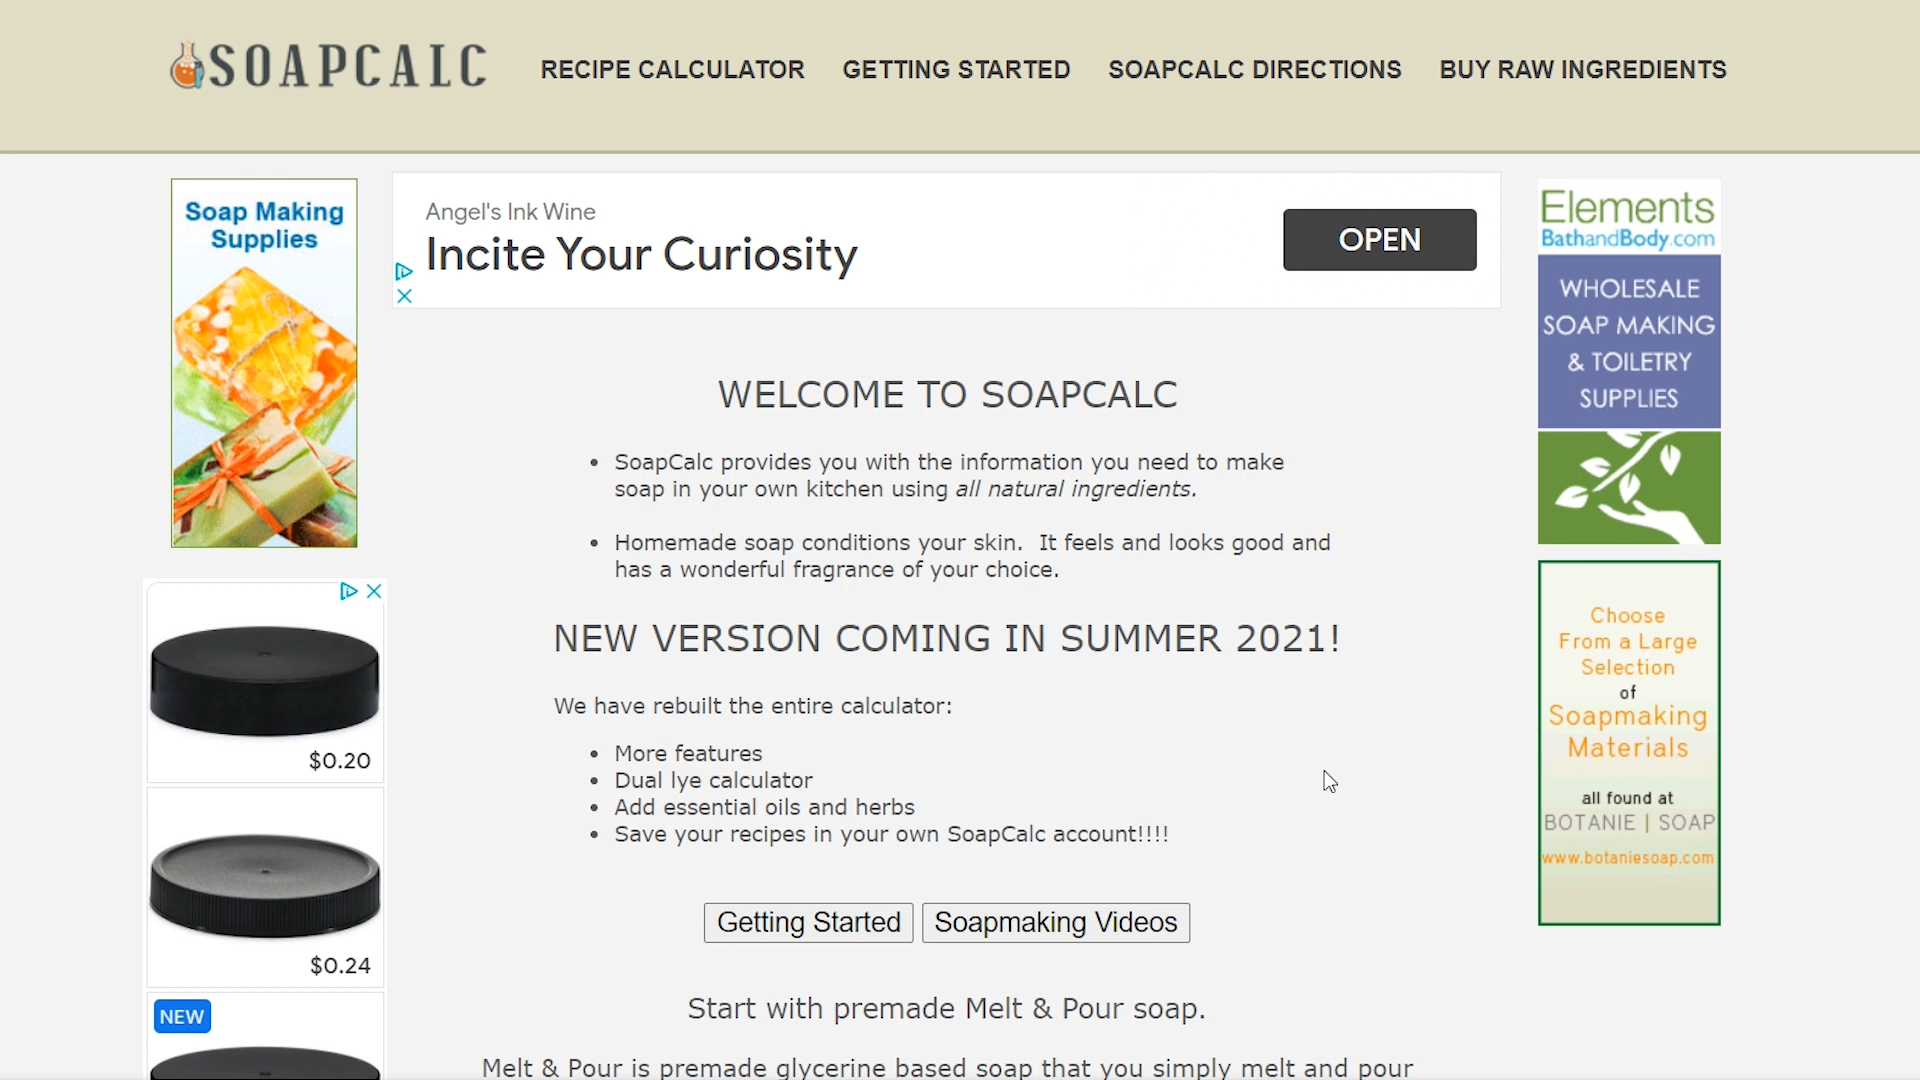 SOAPCALC
RECIPE CALCULATOR
GETTING STARTED
SOAPCALC DIRECTIONS
BUY RAW INGREDIENTS
Soap Making
Supplies
Angel's Ink Wine
Incite Your Curiosity
OPEN
Elements
BathandBody.com
WHOLESALE
SOAP MAKING
& TOILETRY
SUPPLIES
WELCOME TO SOAPCALC
SoapCalc provides you with the information you need to make
soap in your own kitchen using all natural ingredients.
Homemade soap conditions your skin. It feels and looks good and
has a wonderful fragrance of your choice.
NEW VERSION COMING IN SUMMER 2021!
We have rebuilt the entire calculator:
More features
Dual lye calculator
Add essential oils and herbs
Save your recipes in your own SoapCalc account!!!!
Getting Started
Soapmaking Videos
Start with premade Melt & Pour soap.
Melt & Pour is premade glycerine based soap that you simply melt and pour
$0.20
$0.24
NEW
Choose
From a Large
Selection
of
Soapmaking
Materials
all found at
BOTANIE | SOAP
www.botaniesoap.com